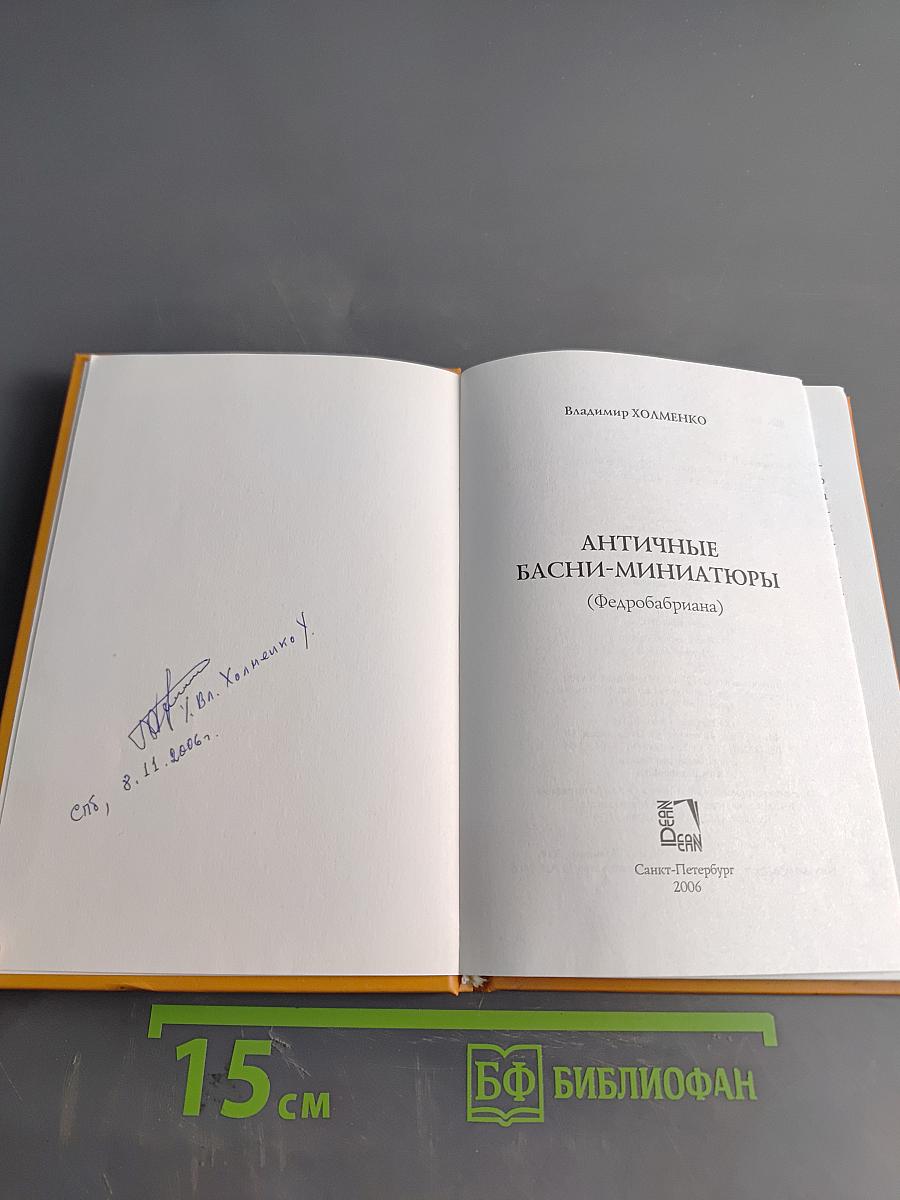 /Вл. Холменко/.
Спб, 8.11.2006г.
Владимир ХОЛМЕНКО
АНТИЧНЫЕ
БАСНИ-МИНИАТЮРЫ
(Федробабриана)
Санкт-Петербург
2006
15 см
БФ БИБЛИОФАН